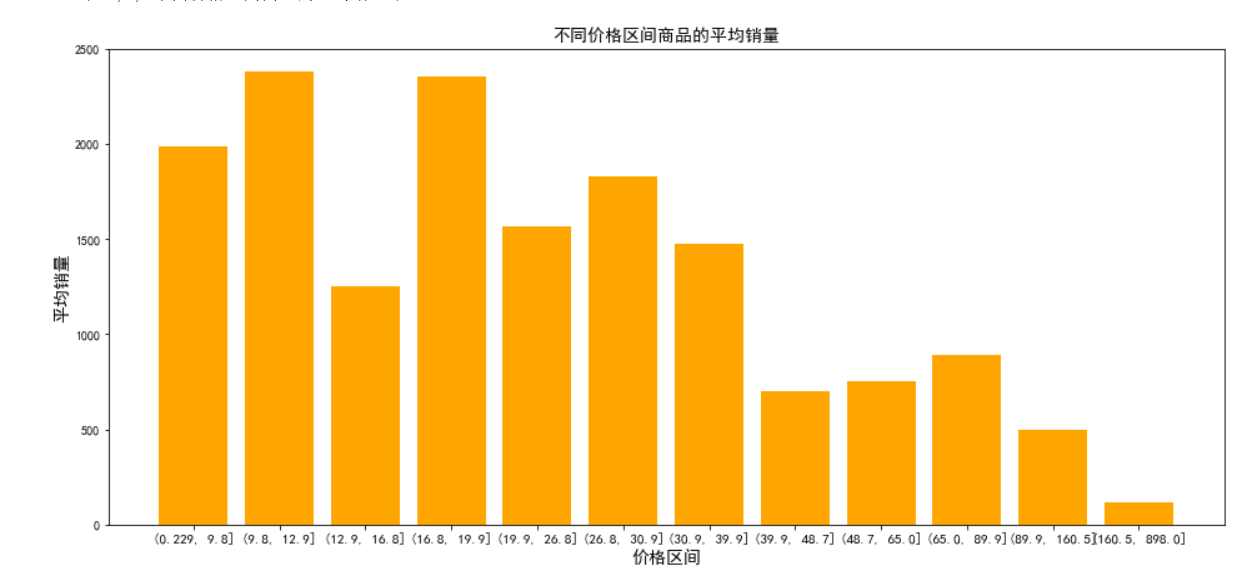 不同价格区间商品的平均销量
2500
2000
1500
1000
500
0
平均销量
(0.229, 9.8] (9.8, 12.9] (12.9, 16.8] (16.8, 19.9] (19.9, 26.8] (26.8, 30.9] (30.9, 39.9] (39.9, 48.7] (48.7, 65.0] (65.0, 89.9] (89.9, 160.5] (160.5, 898.0]
价格区间